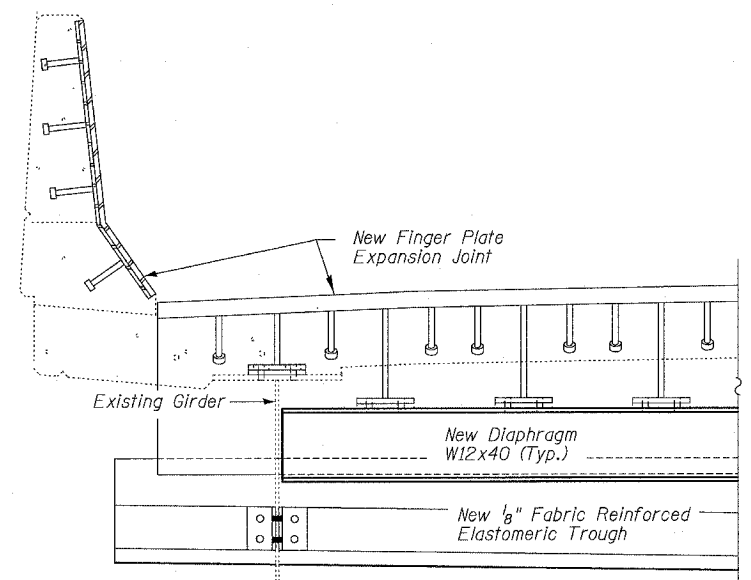 New Finger Plate
Expansion Joint
Existing Girder
New Diaphragm
W12x40 (Typ.)
New 1/8" Fabric Reinforced
Elastomeric Trough